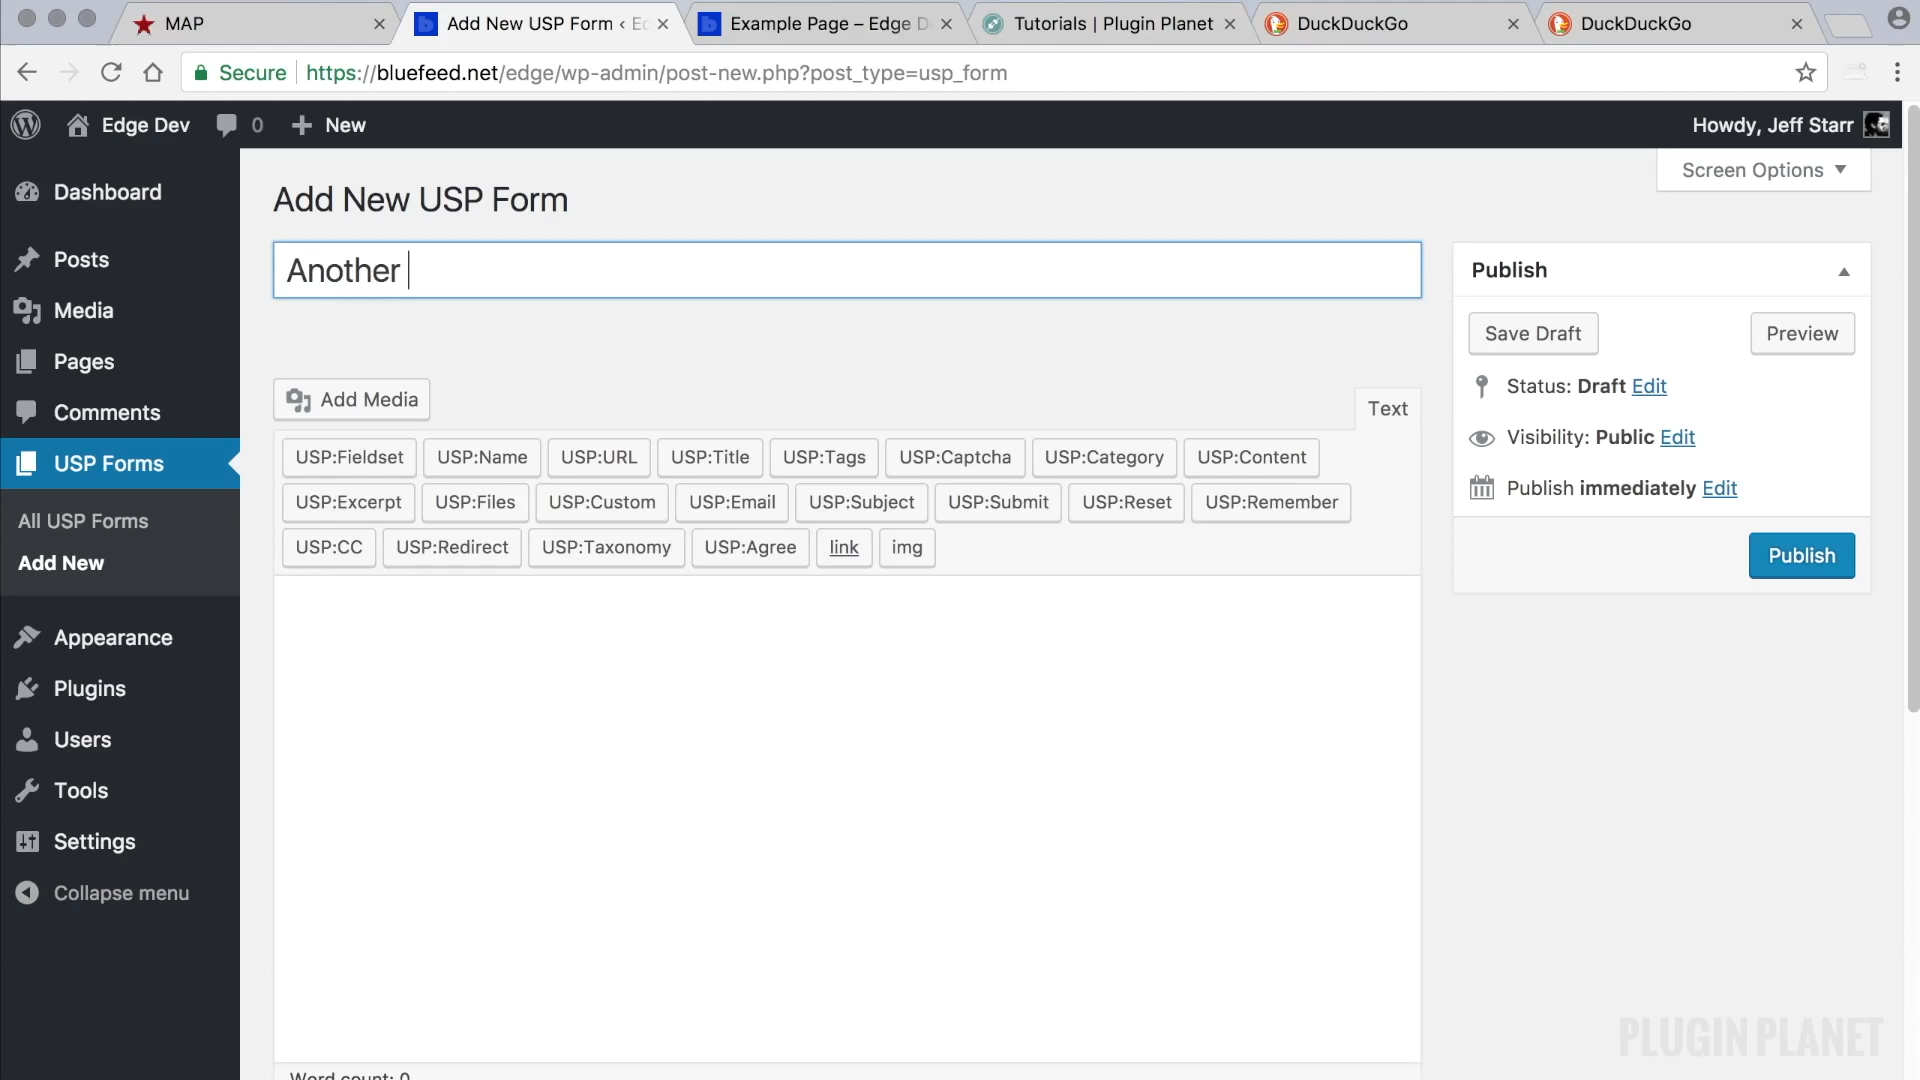 MAP
Add New USP Form ‹ Ed
Example Page – Edge D
Tutorials | Plugin Planet
DuckDuckGo
DuckDuckGo
Secure
https://bluefeed.net/edge/wp-admin/post-new.php?post_type=usp_form
Edge Dev
0
New
Howdy, Jeff Starr
Screen Options
Dashboard
Posts
Media
Pages
Comments
USP Forms
All USP Forms
Add New
Appearance
Plugins
Users
Tools
Settings
Collapse menu
Add New USP Form
Another
Add Media
Text
USP:Fieldset USP:Name USP:URL USP:Title USP:Tags USP:Captcha USP:Category USP:Content
USP:Excerpt USP:Files USP:Custom USP:Email USP:Subject USP:Submit USP:Reset USP:Remember
USP:CC USP:Redirect USP:Taxonomy USP:Agree link img
Word count: 0
Publish
Save Draft
Preview
Status: Draft Edit
Visibility: Public Edit
Publish immediately Edit
Publish
PLUGIN PLANET